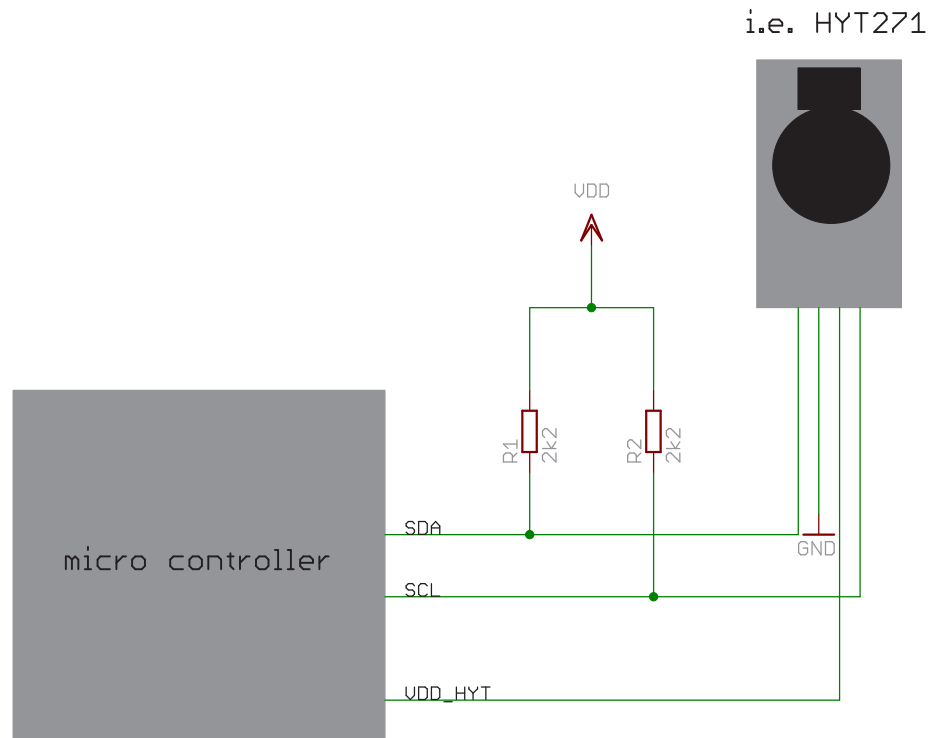 i.e. HYT271
VDD
R1
2k2
R2
2k2
SDA
GND
micro controller
SCL
VDD_HYT